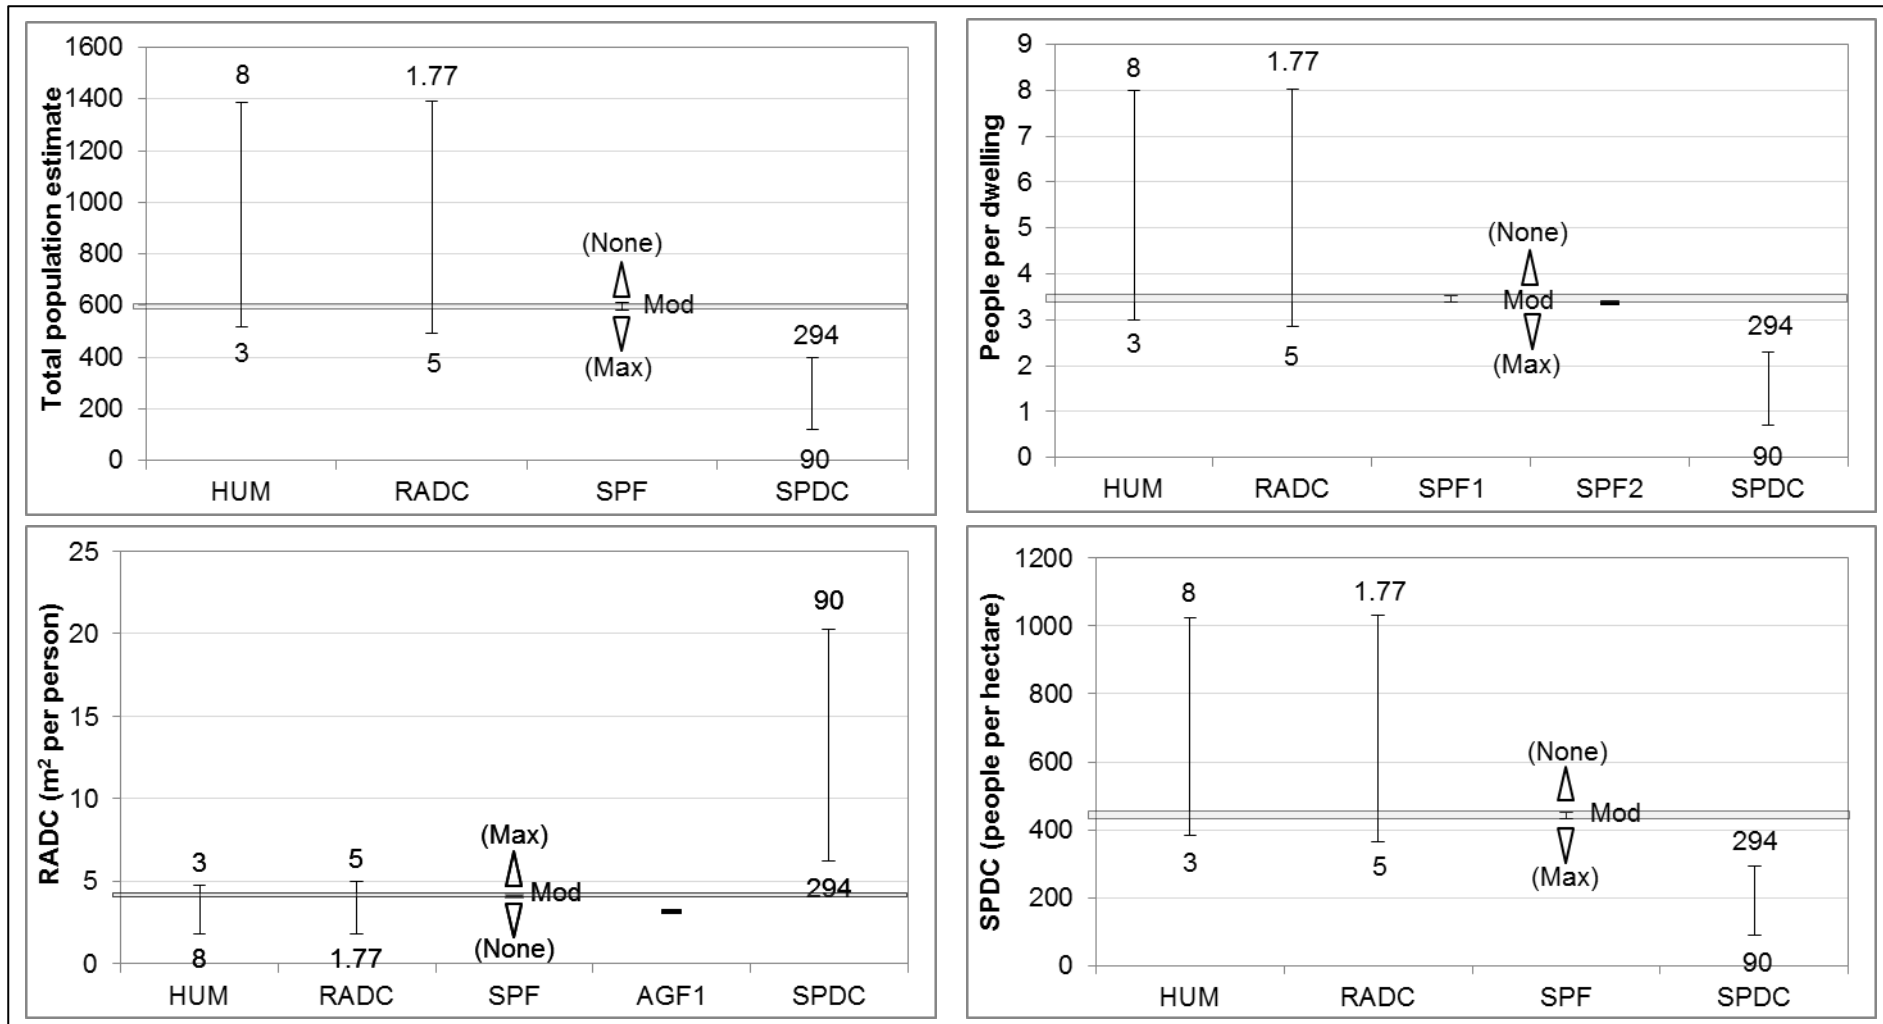 Total population estimate
1600
1400
1200
1000
800
600
400
200
0
8
3
1.77
5
(None)
Mod
(Max)
294
90
HUM RADC SPF SPDC
People per dwelling
9
8
7
6
5
4
3
2
1
0
8
3
1.77
5
(None)
Mod
(Max)
294
90
HUM RADC SPF1 SPF2 SPDC
RADC (m² per person)
25
20
15
10
5
0
3
8
5
1.77
(Max)
Mod
(None)
90
294
HUM RADC SPF AGF1 SPDC
SPDC (people per hectare)
1200
1000
800
600
400
200
0
8
3
1.77
5
(None)
Mod
(Max)
294
90
HUM RADC SPF SPDC